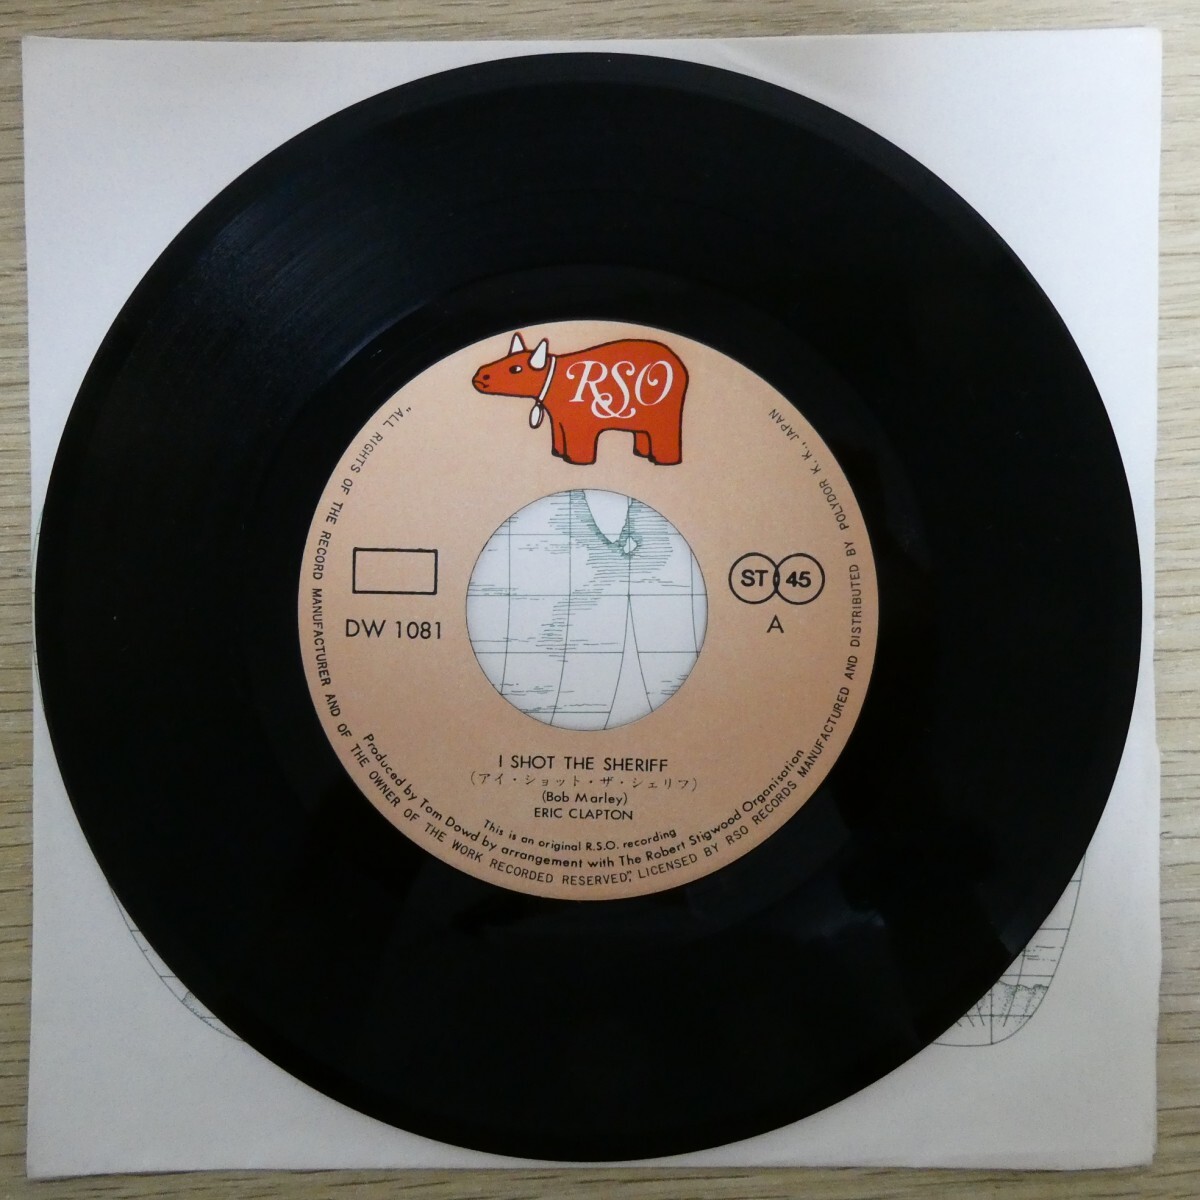 RSO
DW 1081
ST 45
A
I SHOT THE SHERIFF
(アイ・ショット・ザ・シェリフ)
(Bob Marley)
ERIC CLAPTON
This is an original R.S.O. recording
Produced by Tom Dowd by arrangement with The Robert Stigwood Organisation
"ALL RIGHTS OF THE RECORD MANUFACTURER AND OF THE OWNER OF THE WORK RECORDED RESERVED", LICENSED BY RSO RECORDS MANUFACTURED AND DISTRIBUTED BY POLYDOR K.K., JAPAN